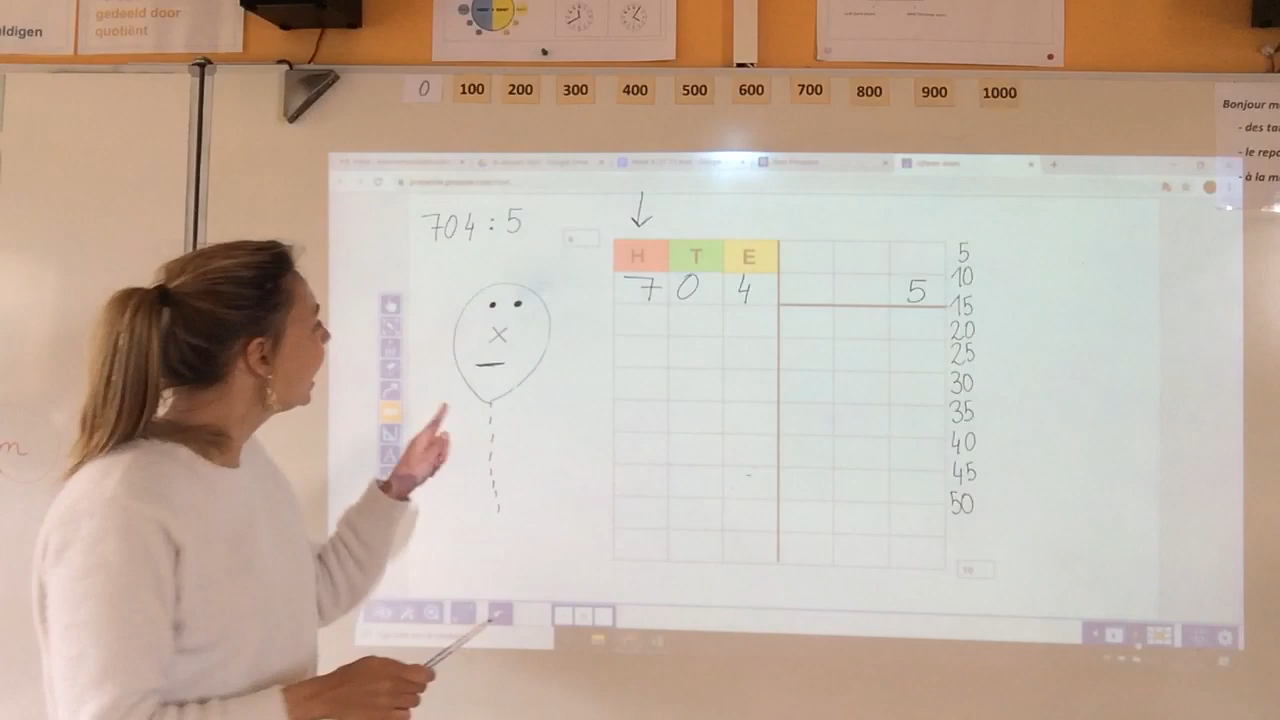 ldigen
gedeeld door
quotiënt
0 100 200 300 400 500 600 700 800 900 1000
Bonjour m
- des ta
- le repo
- à la m
704 : 5
H T E
7 0 4 5
5
10
15
20
25
30
35
40
45
50
m